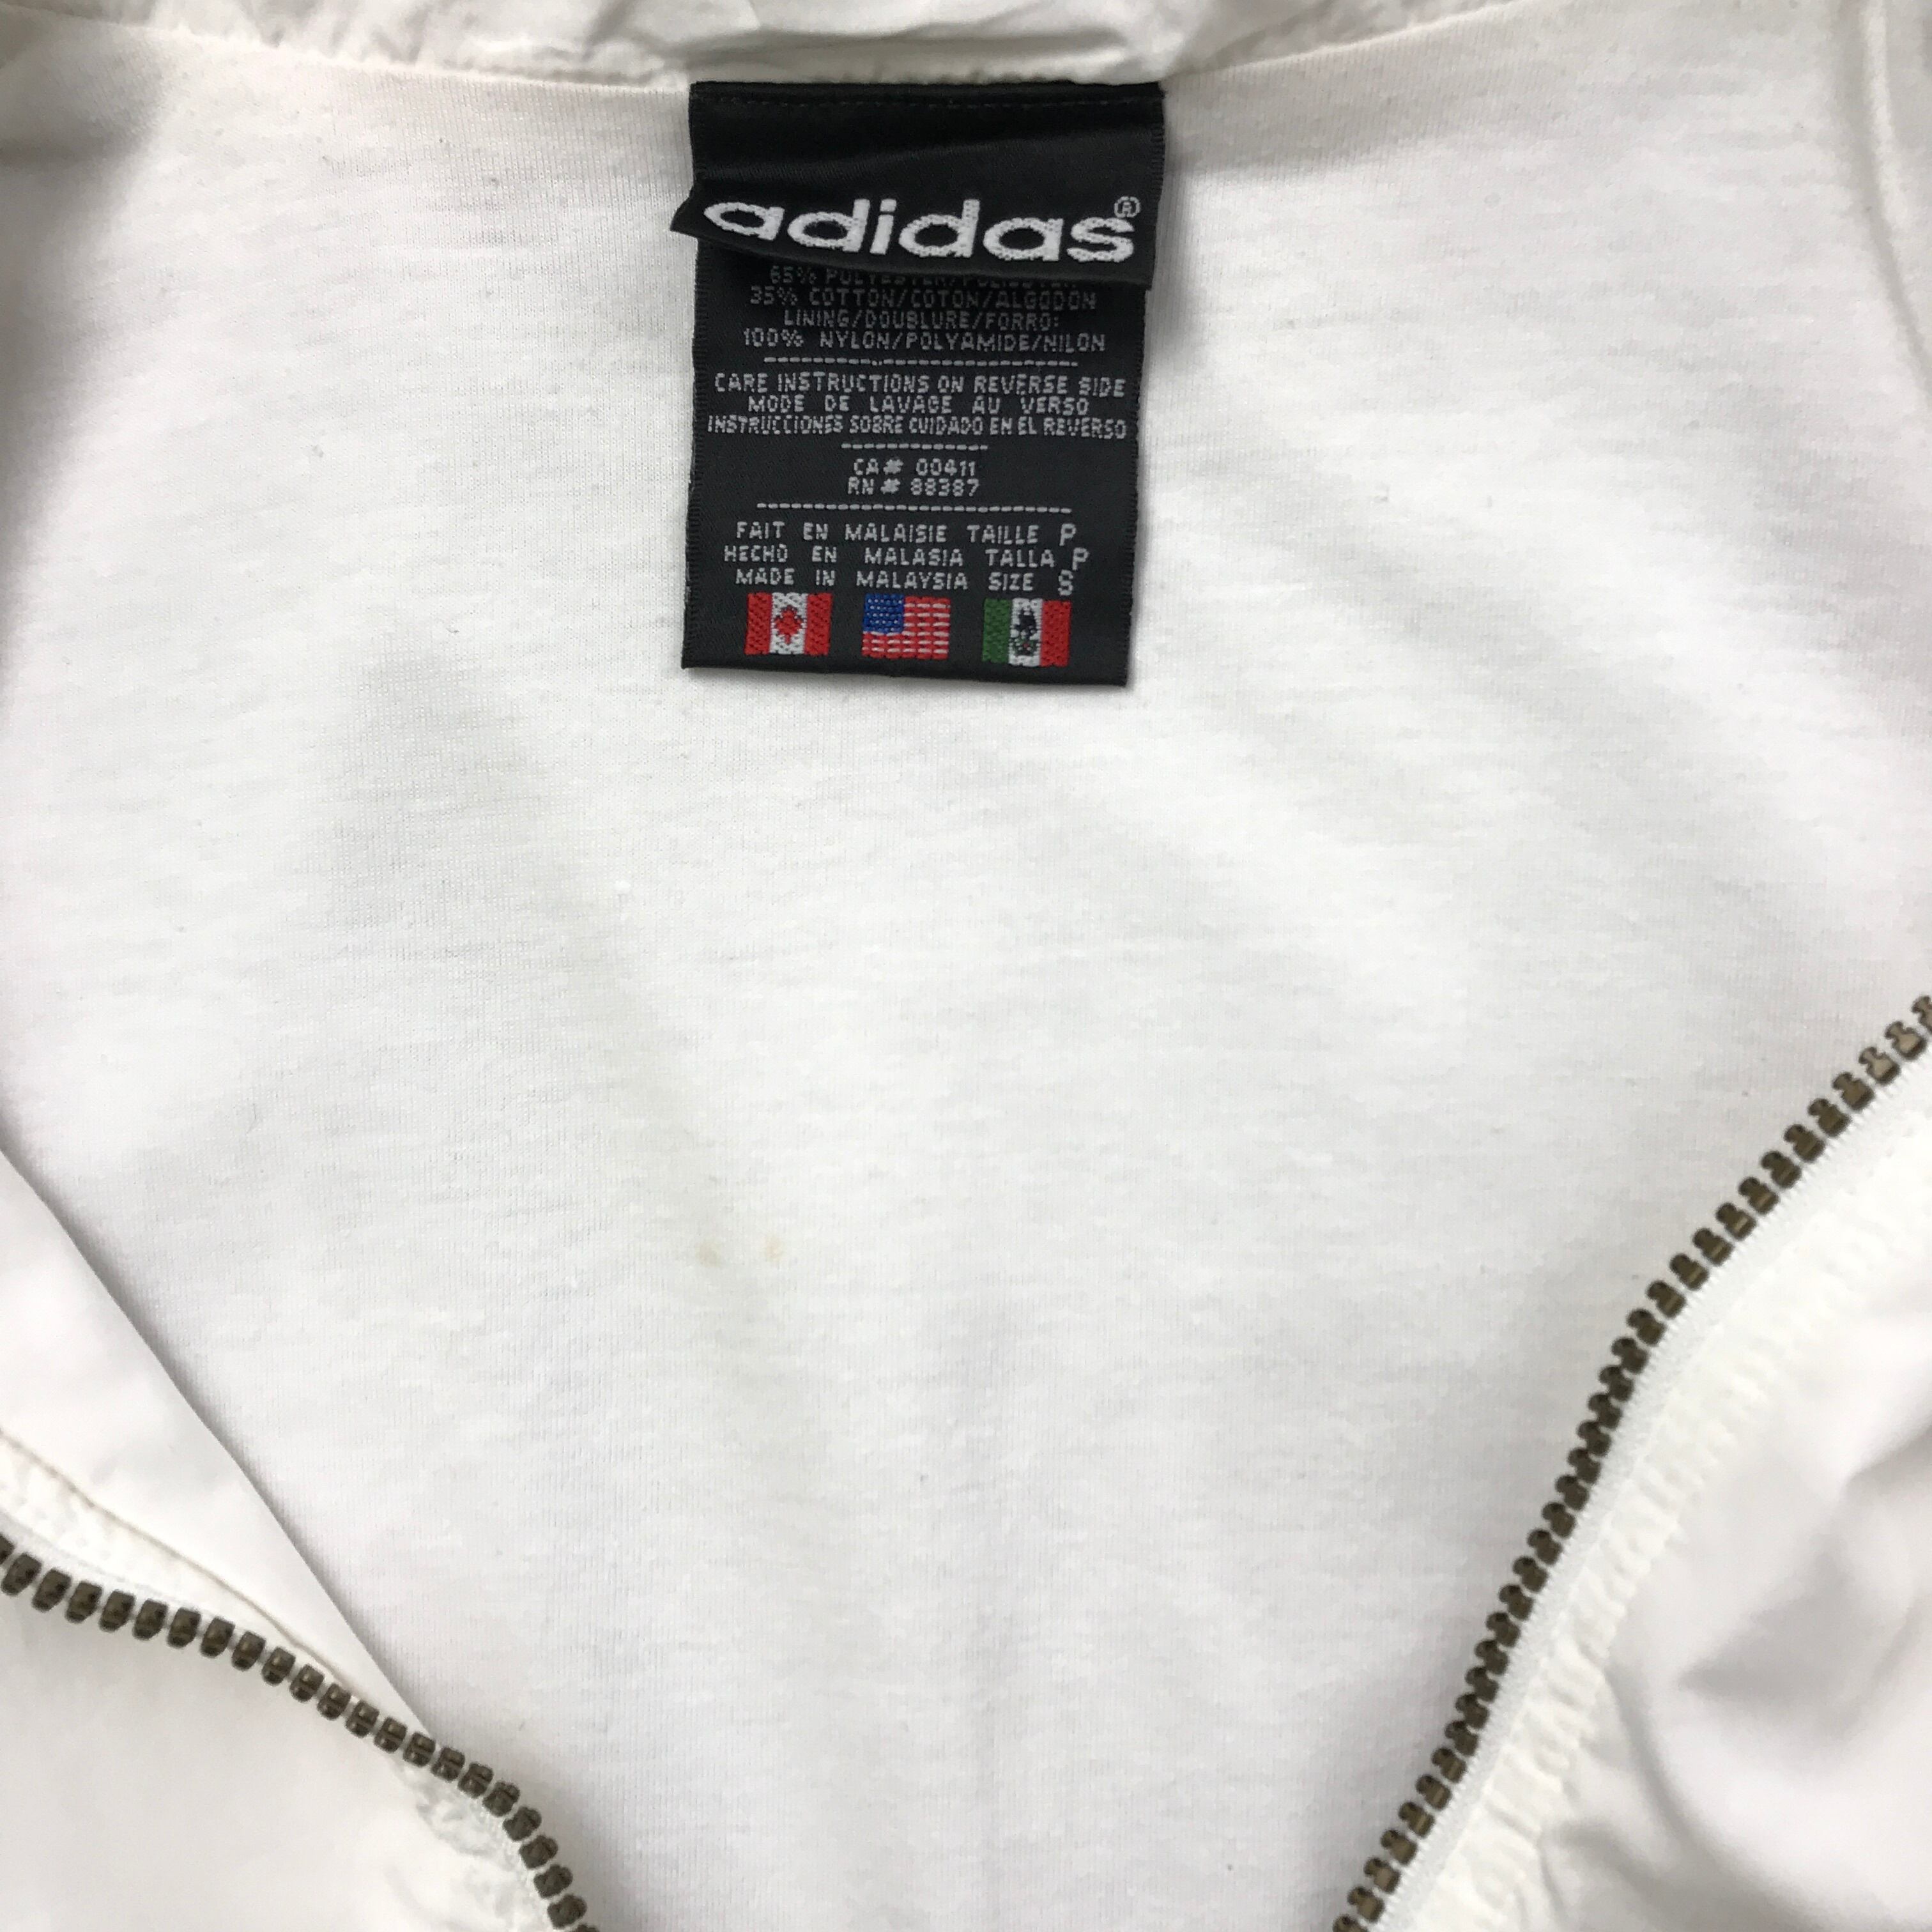 adidas®
65% POLYESTER/POLIESTER
35% COTTON/COTON/ALGODON
LINING/DOUBLURE/FORRO:
100% NYLON/POLYAMIDE/NILON
CARE INSTRUCTIONS ON REVERSE SIDE
MODE DE LAVAGE AU VERSO
INSTRUCCIONES SOBRE CUIDADO EN EL REVERSO
CA# 00411
RN# 88387
FAIT EN MALAISIE TAILLE P
HECHO EN MALASIA TALLA P
MADE IN MALAYSIA SIZE S